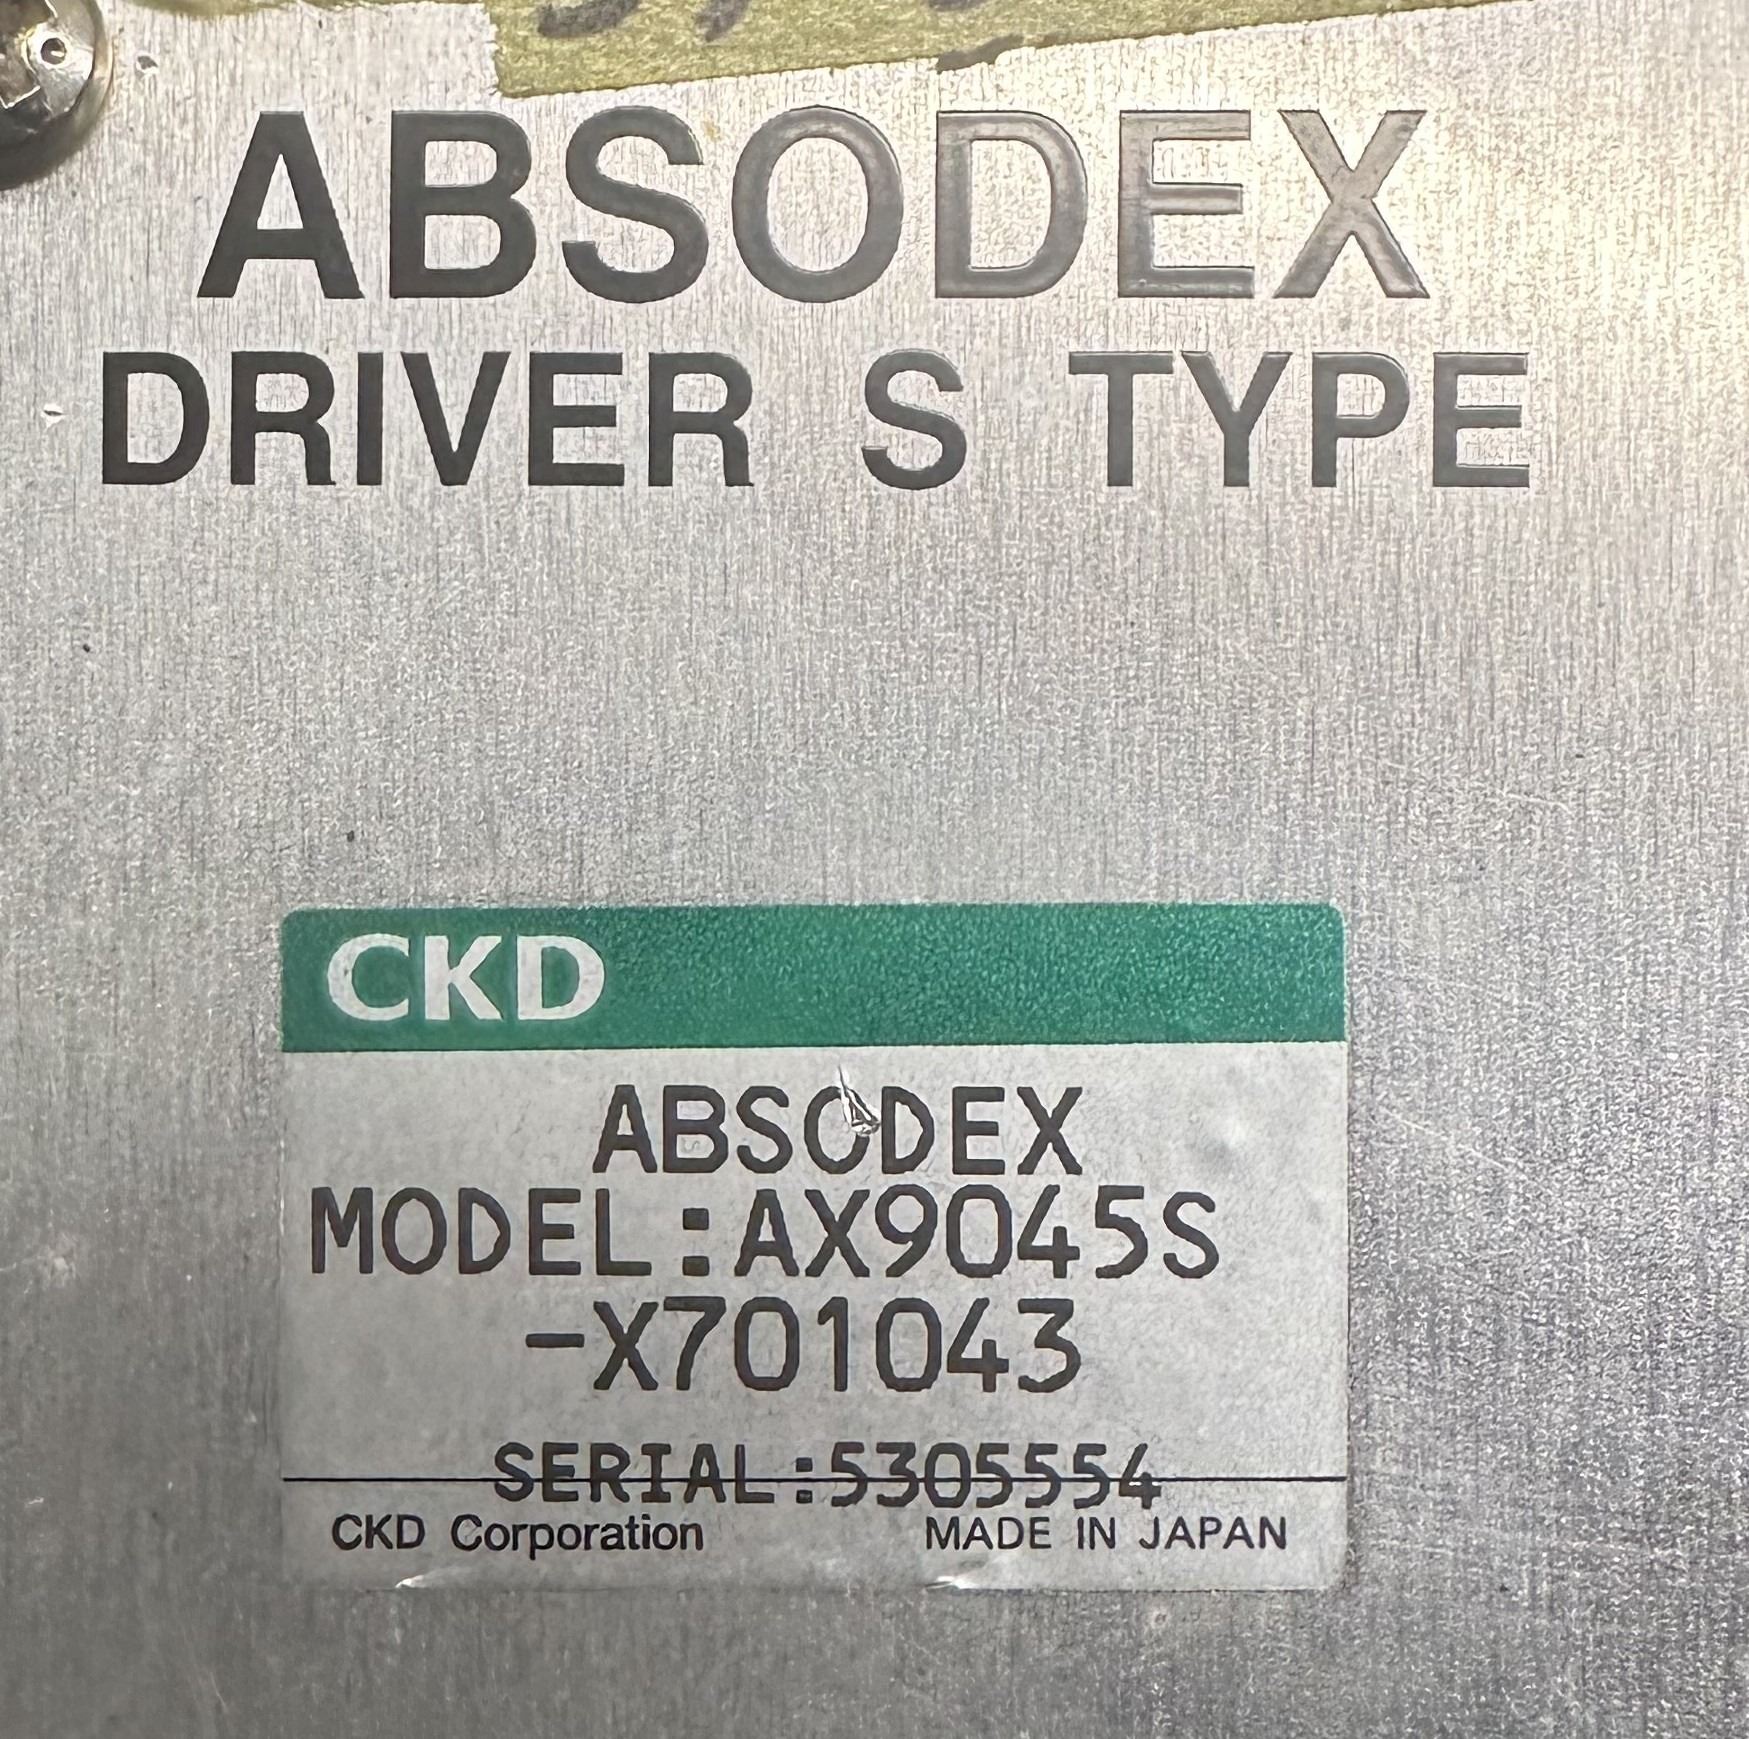 ABSODEX
DRIVER S TYPE
CKD
ABSODEX
MODEL:AX9045S
-X701043
SERIAL:5305554
CKD Corporation MADE IN JAPAN